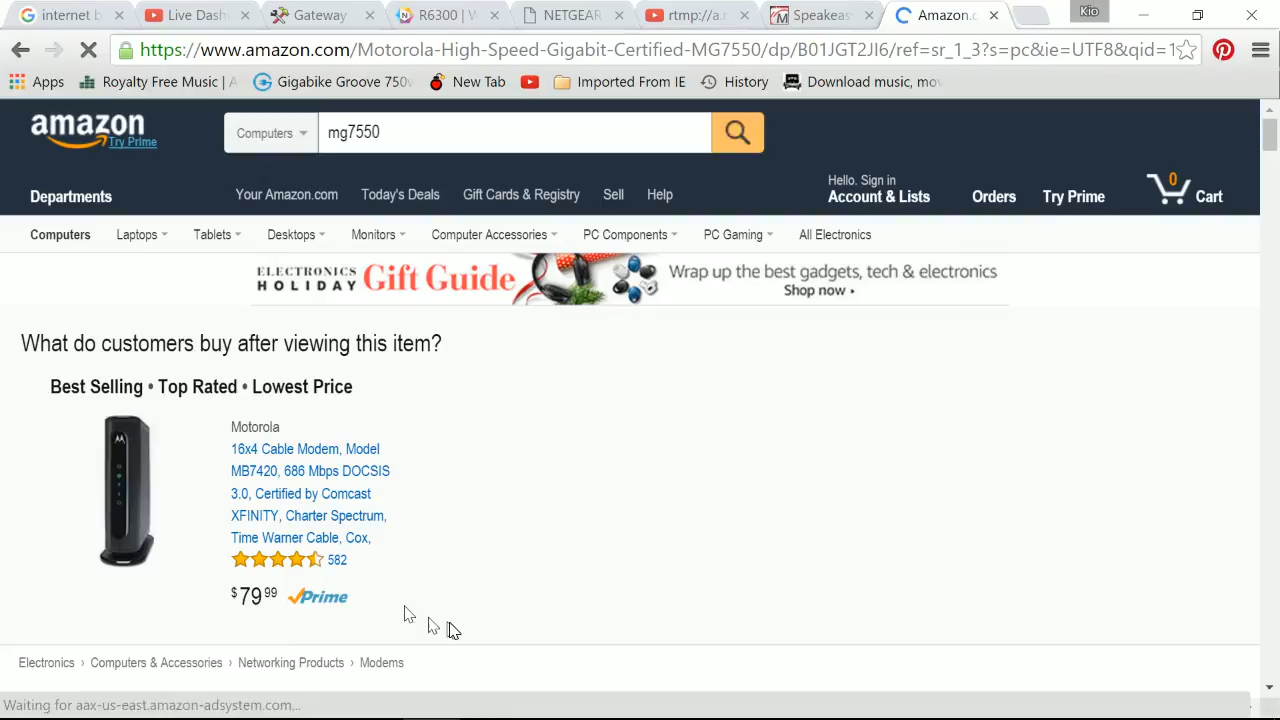 internet b
Live Dash
Gateway
R6300 | W
NETGEAR
rtmp://a.r
Speakeas
Amazon.c
Kio
https://www.amazon.com/Motorola-High-Speed-Gigabit-Certified-MG7550/dp/B01JGT2JI6/ref=sr_1_3?s=pc&ie=UTF8&qid=1
Apps
Royalty Free Music | A
Gigabike Groove 750v
New Tab
Imported From IE
History
Download music, mov
amazon
Try Prime
Computers
mg7550
Departments
Your Amazon.com
Today's Deals
Gift Cards & Registry
Sell
Help
Hello. Sign in
Account & Lists
Orders
Try Prime
0
Cart
Computers
Laptops
Tablets
Desktops
Monitors
Computer Accessories
PC Components
PC Gaming
All Electronics
ELECTRONICS
HOLIDAY
Gift Guide
Wrap up the best gadgets, tech & electronics
Shop now
What do customers buy after viewing this item?
Best Selling • Top Rated • Lowest Price
Motorola
16x4 Cable Modem, Model
MB7420, 686 Mbps DOCSIS
3.0, Certified by Comcast
XFINITY, Charter Spectrum,
Time Warner Cable, Cox,
582
$79 99
Prime
Electronics › Computers & Accessories › Networking Products › Modems
Waiting for aax-us-east.amazon-adsystem.com...